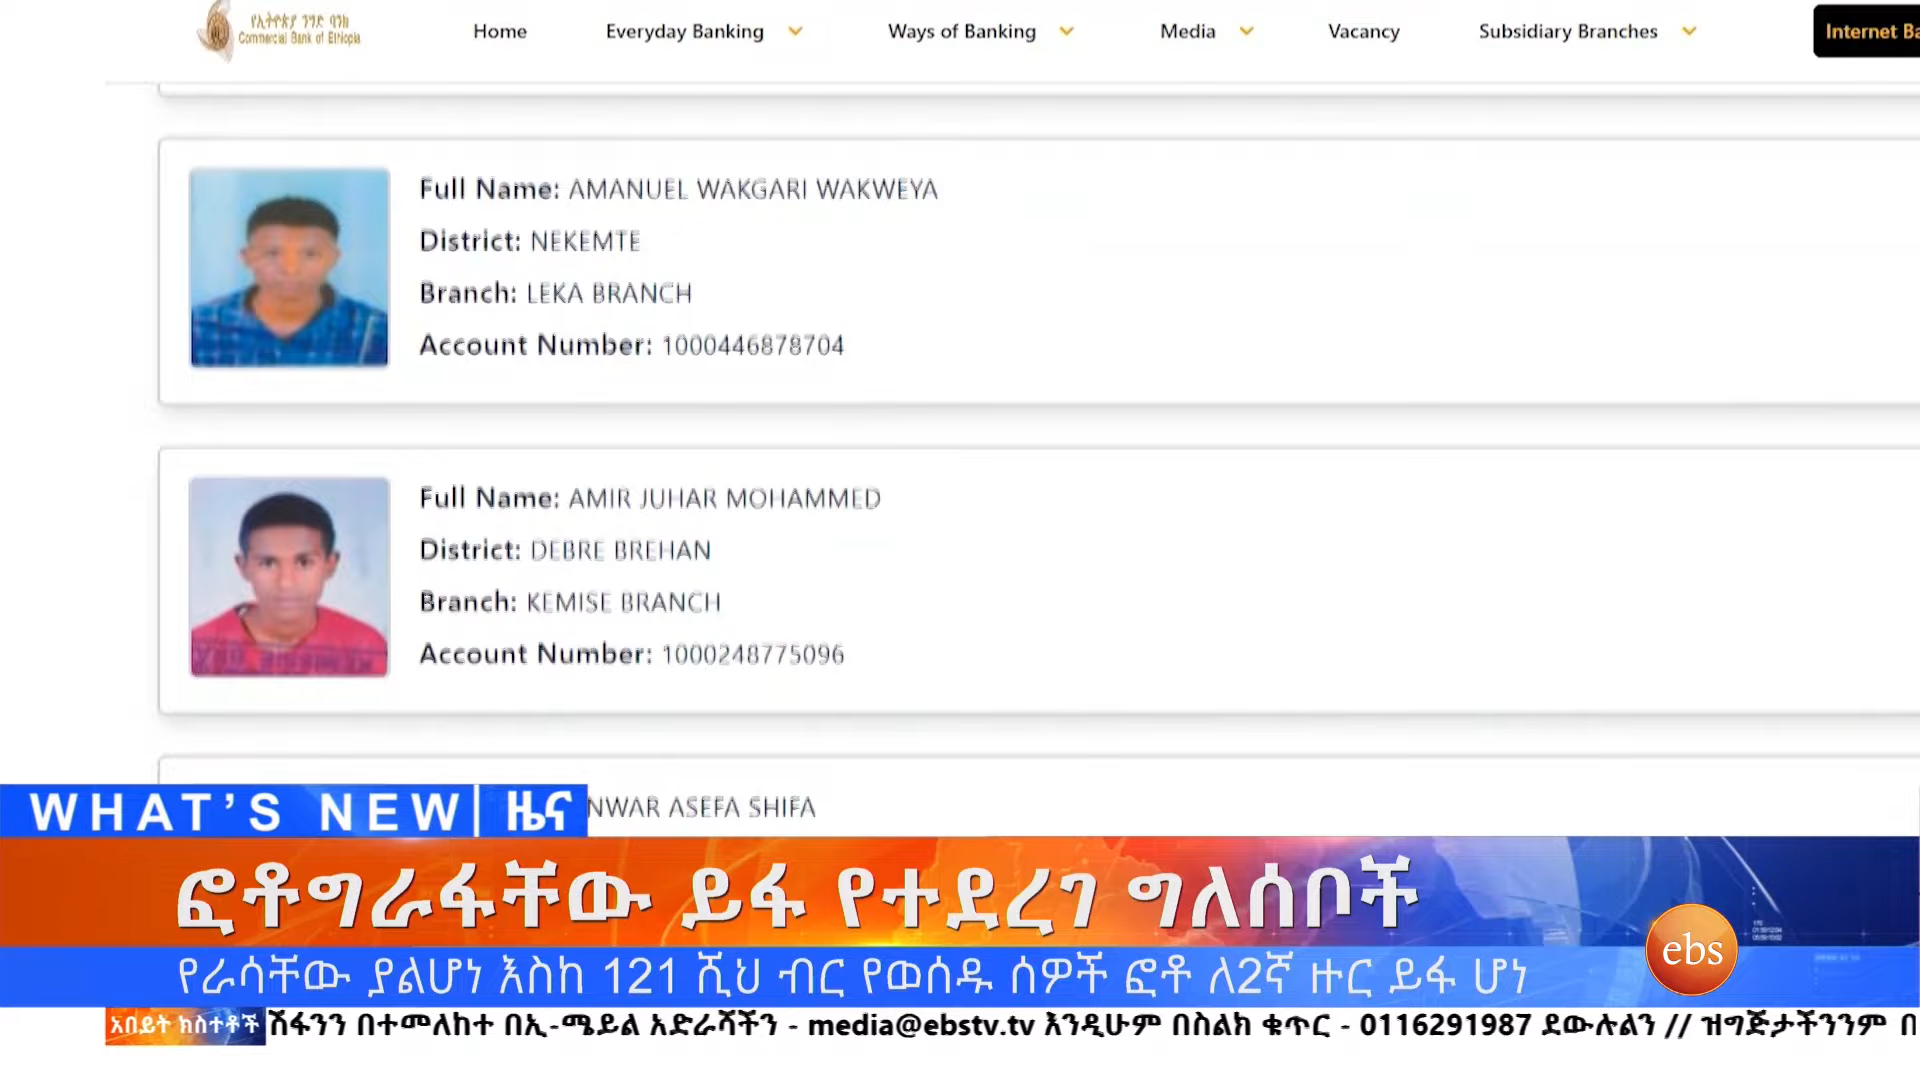 የኢትዮጵያ ንግድ ባንክ
Commercial Bank of Ethiopia
Home Everyday Banking Ways of Banking Media Vacancy Subsidiary Branches Internet Ba
Full Name: AMANUEL WAKGARI WAKWEYA
District: NEKEMTE
Branch: LEKA BRANCH
Account Number: 1000446878704
Full Name: AMIR JUHAR MOHAMMED
District: DEBRE BREHAN
Branch: KEMISE BRANCH
Account Number: 1000248775096
NWAR ASEFA SHIFA
WHAT'S NEW| ዜና
ፎቶግራፋቸው ይፋ የተደረገ ግለሰቦች
የራሳቸው ያልሆነ እስከ 121 ሺህ ብር የወሰዱ ሰዎች ፎቶ ለ2ኛ ዙር ይፋ ሆነ
ebs
አበይት ክስተቶች ሽፋንን በተመለከተ በኢ-ሜይል አድራሻችን - media@ebstv.tv እንዲሁም በስልክ ቁጥር - 0116291987 ደውሉልን // ዝግጅታችንንም በ